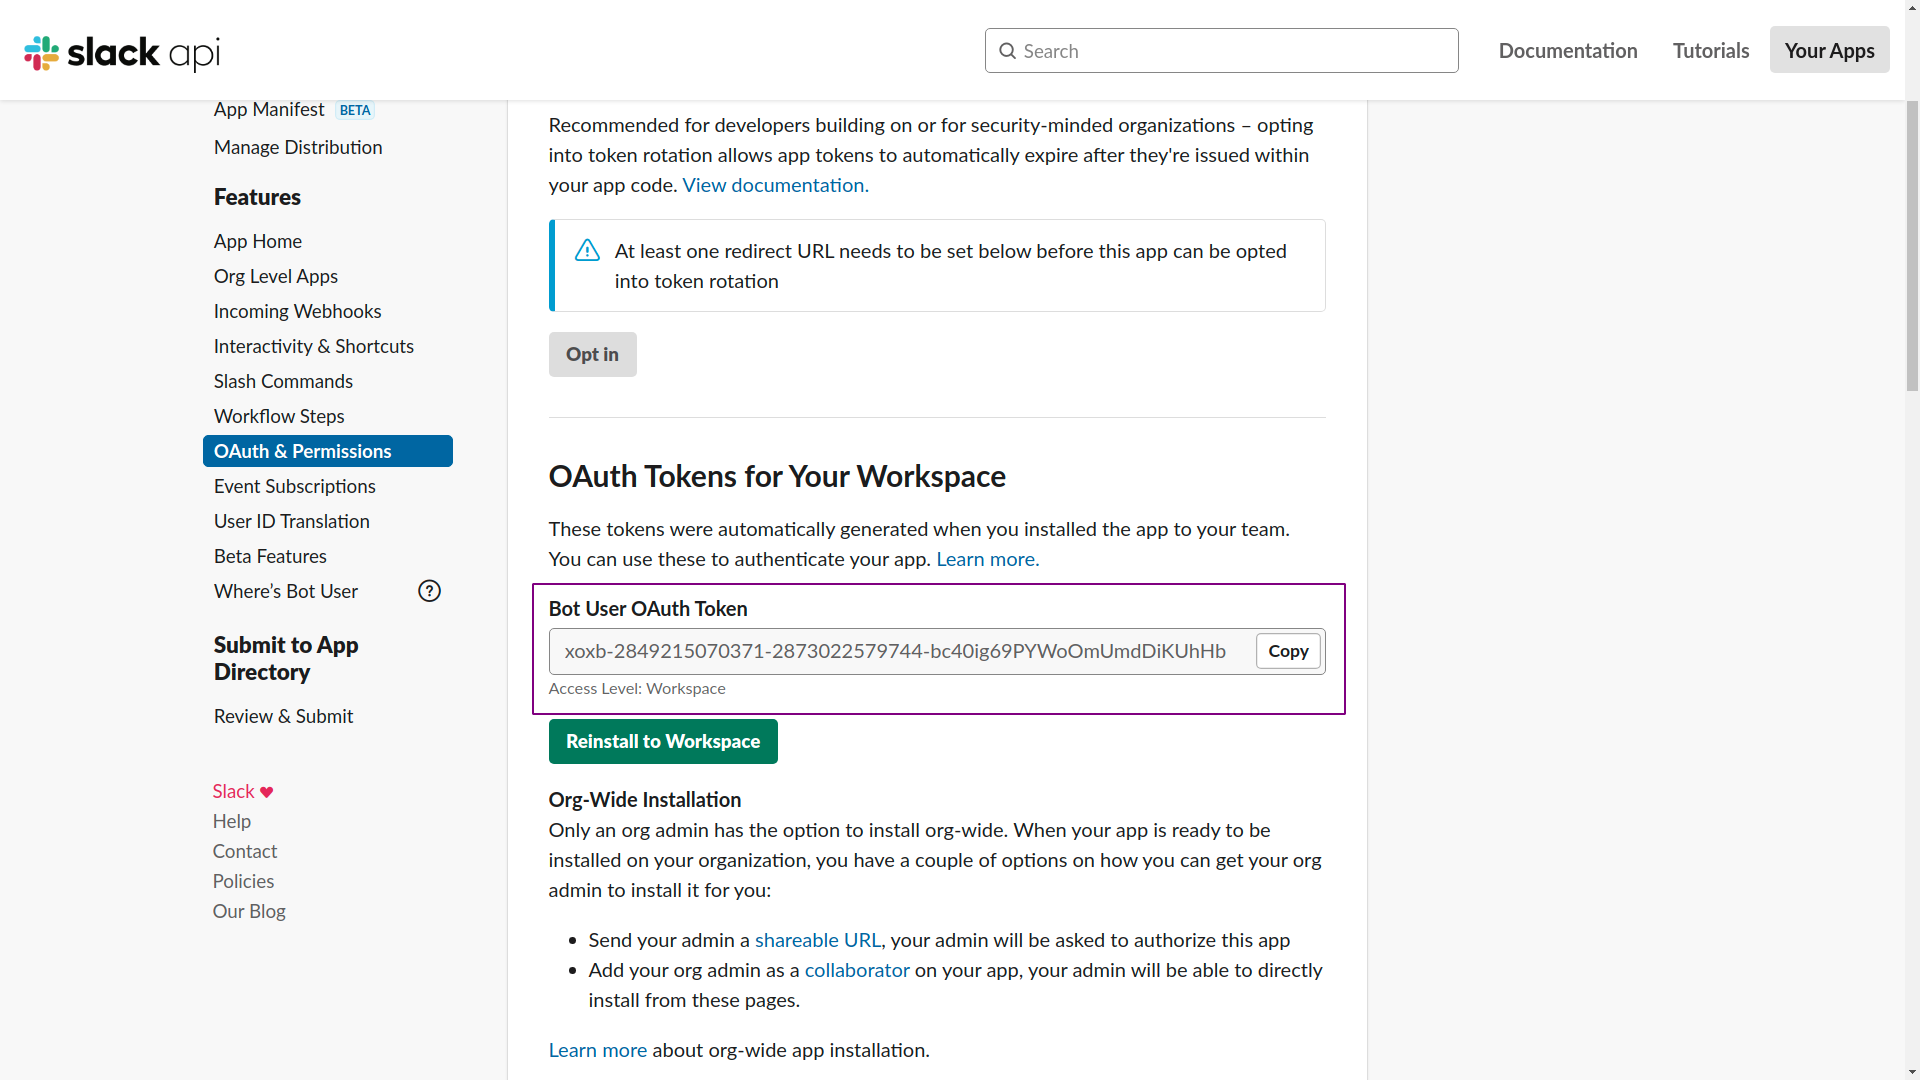 slack api
Search
Documentation
Tutorials
Your Apps
App Manifest BETA
Manage Distribution
Features
App Home
Org Level Apps
Incoming Webhooks
Interactivity & Shortcuts
Slash Commands
Workflow Steps
OAuth & Permissions
Event Subscriptions
User ID Translation
Beta Features
Where’s Bot User ?
Submit to App
Directory
Review & Submit
Slack ♥
Help
Contact
Policies
Our Blog
Recommended for developers building on or for security-minded organizations – opting
into token rotation allows app tokens to automatically expire after they're issued within
your app code. View documentation.
At least one redirect URL needs to be set below before this app can be opted
into token rotation
Opt in
OAuth Tokens for Your Workspace
These tokens were automatically generated when you installed the app to your team.
You can use these to authenticate your app. Learn more.
Bot User OAuth Token
xoxb-2849215070371-2873022579744-bc40ig69PYWoOmUmdDiKUhHb
Copy
Access Level: Workspace
Reinstall to Workspace
Org-Wide Installation
Only an org admin has the option to install org-wide. When your app is ready to be
installed on your organization, you have a couple of options on how you can get your org
admin to install it for you:
• Send your admin a shareable URL, your admin will be asked to authorize this app
• Add your org admin as a collaborator on your app, your admin will be able to directly
install from these pages.
Learn more about org-wide app installation.